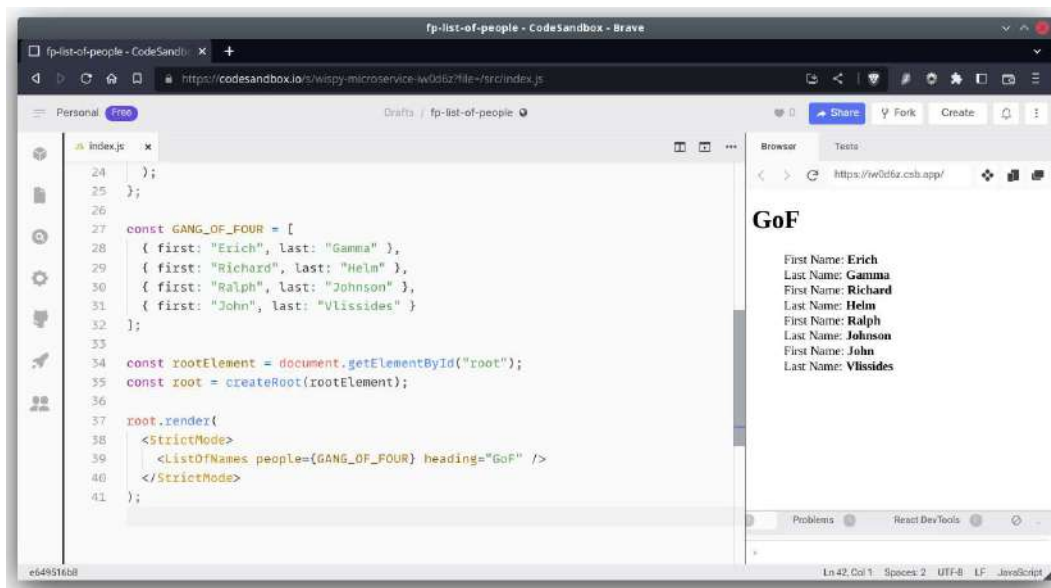 fp-list-of-people - CodeSandbox - Brave
fp-list-of-people - CodeSandb × +
https://codesandbox.io/s/wispy-microservice-iw0d6z?file=/src/index.js
Personal Free Drafts / fp-list-of-people 0 Share Fork Create
JS index.js × Browser Tests
https://iw0d6z.csb.app/
24 );
25 };
26
27 const GANG_OF_FOUR = [
28 { first: "Erich", last: "Gamma" },
29 { first: "Richard", last: "Helm" },
30 { first: "Ralph", last: "Johnson" },
31 { first: "John", last: "Vlissides" }
32 ];
33
34 const rootElement = document.getElementById("root");
35 const root = createRoot(rootElement);
36
37 root.render(
38 <StrictMode>
39 <ListOfNames people={GANG_OF_FOUR} heading="GoF" />
40 </StrictMode>
41 );
GoF
First Name: Erich
Last Name: Gamma
First Name: Richard
Last Name: Helm
First Name: Ralph
Last Name: Johnson
First Name: John
Last Name: Vlissides
Problems React DevTools
e649516b8 Ln 42, Col 1 Spaces: 2 UTF-8 LF JavaScript